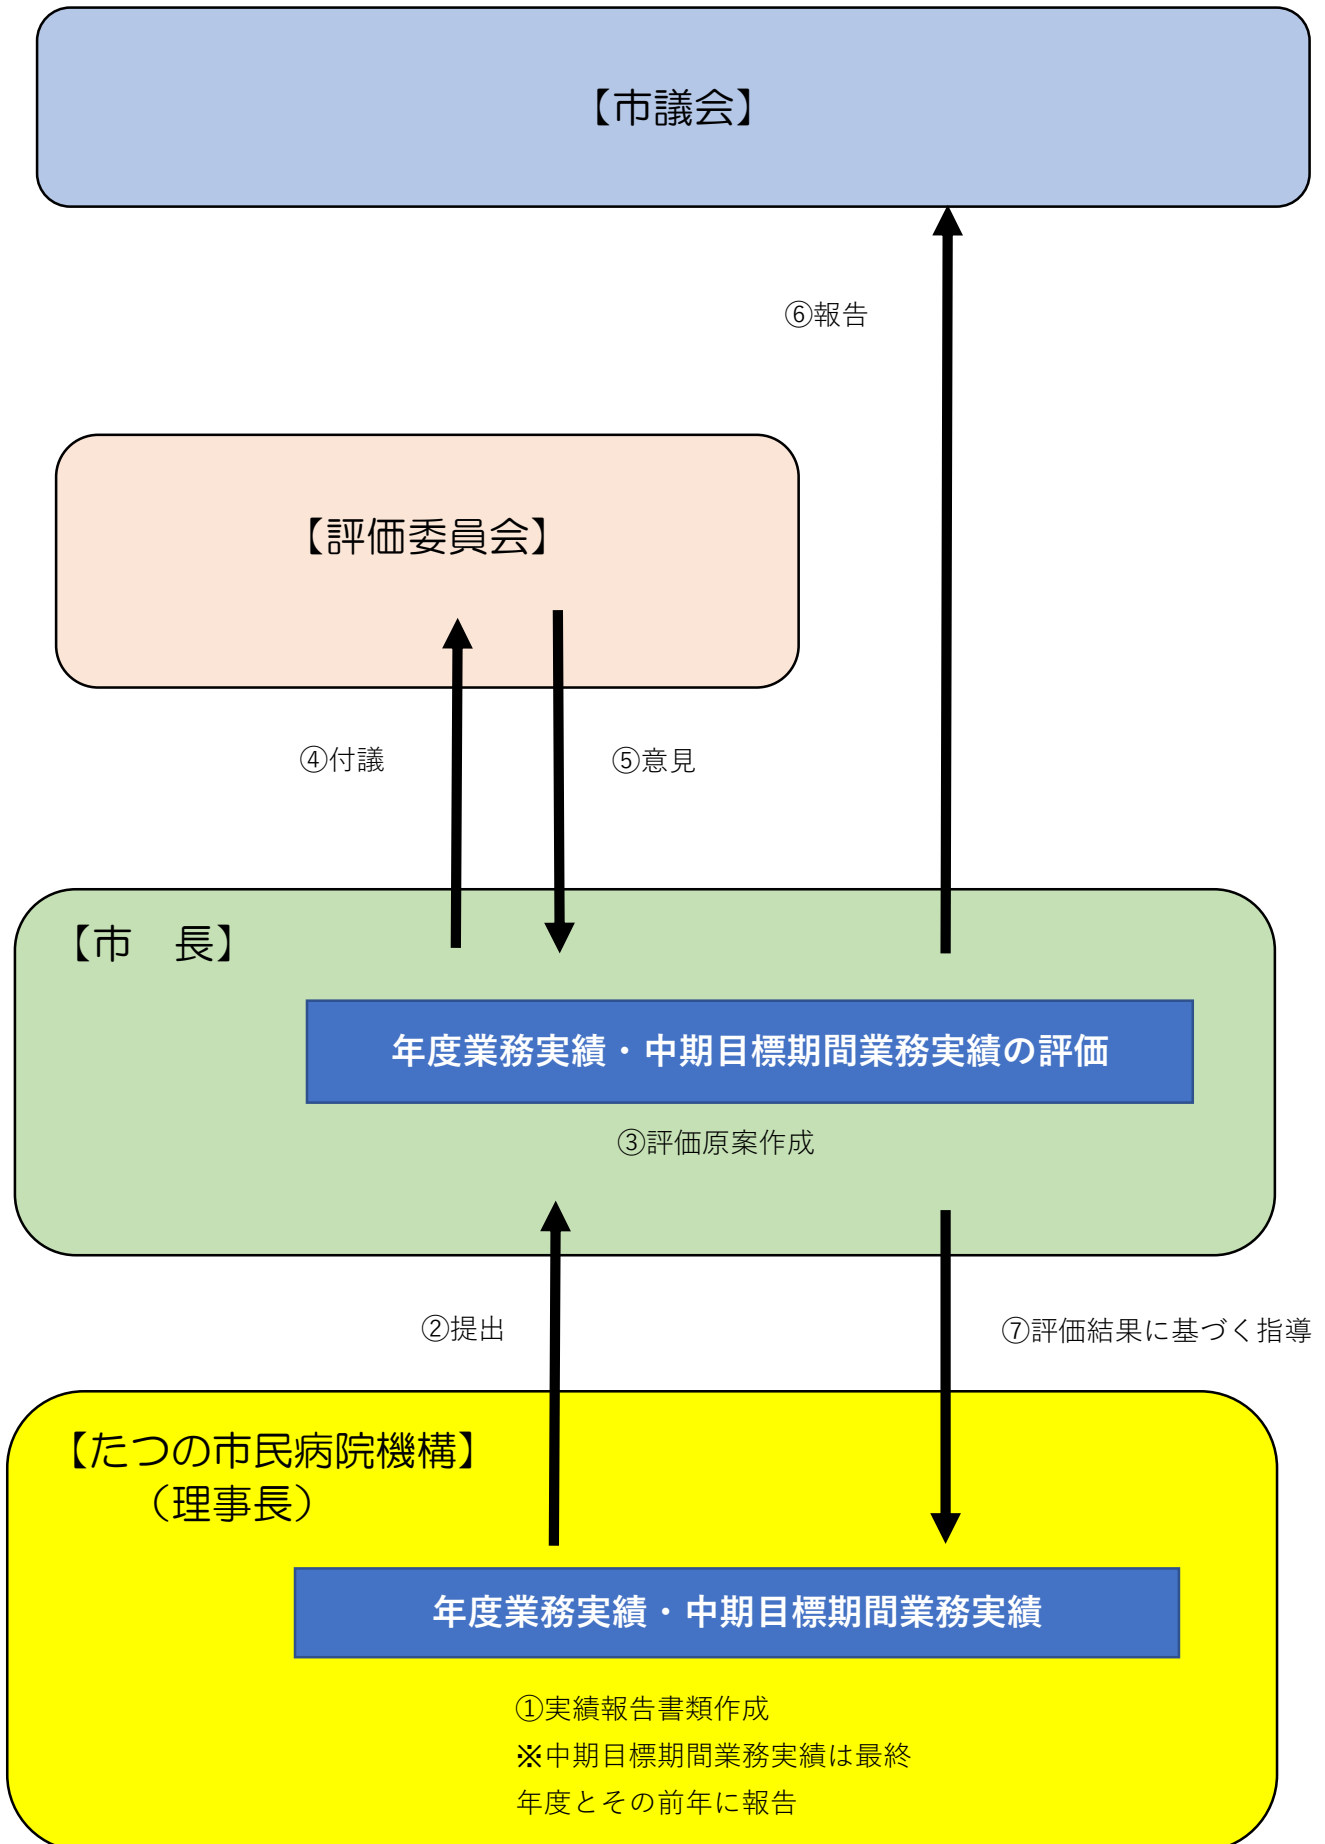 【市議会】
⑥報告
【評価委員会】
④付議
⑤意見
【市　長】
年度業務実績・中期目標期間業務実績の評価
③評価原案作成
②提出
⑦評価結果に基づく指導
【たつの市民病院機構】
（理事長）
年度業務実績・中期目標期間業務実績
①実績報告書類作成
※中期目標期間業務実績は最終
年度とその前年に報告